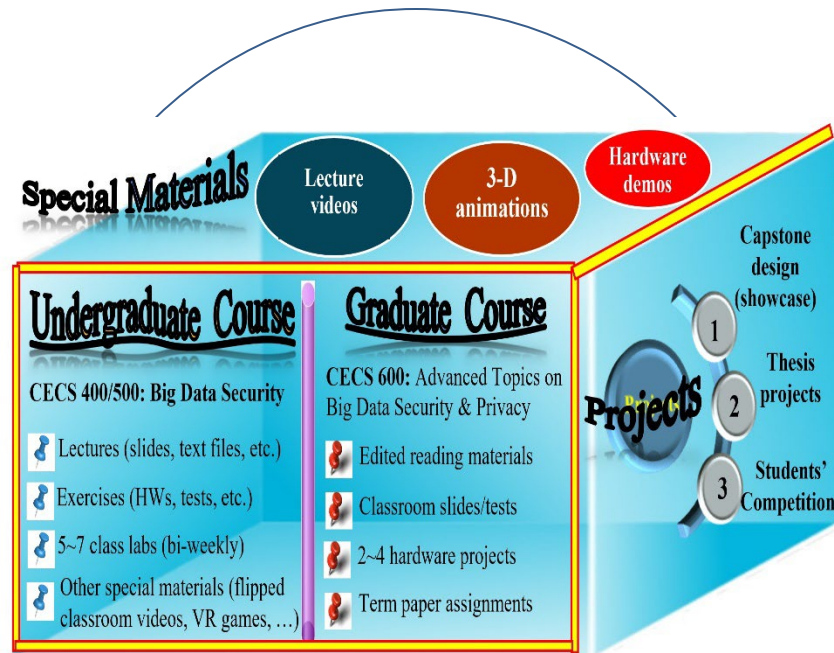 Special Materials
Lecture
videos
3-D
animations
Hardware
demos
Undergraduate Course
CECS 400/500: Big Data Security
Lectures (slides, text files, etc.)
Exercises (HWs, tests, etc.)
5~7 class labs (bi-weekly)
Other special materials (flipped
classroom videos, VR games, …)
Graduate Course
CECS 600: Advanced Topics on
Big Data Security & Privacy
Edited reading materials
Classroom slides/tests
2~4 hardware projects
Term paper assignments
Projects
Capstone
design
(showcase)
1
Thesis
projects
2
Students'
Competition
3